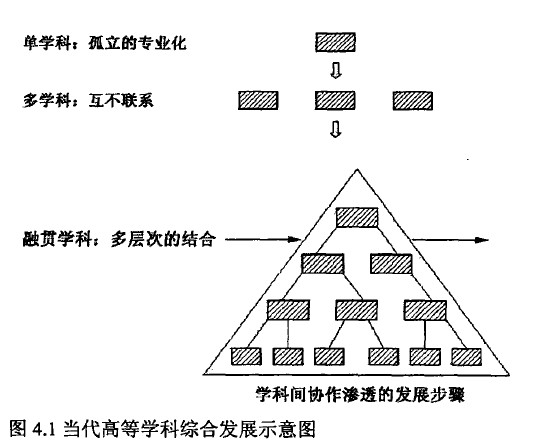 单学科：孤立的专业化
多学科：互不联系
融贯学科：多层次的结合
学科间协作渗透的发展步骤
图 4.1 当代高等学科综合发展示意图